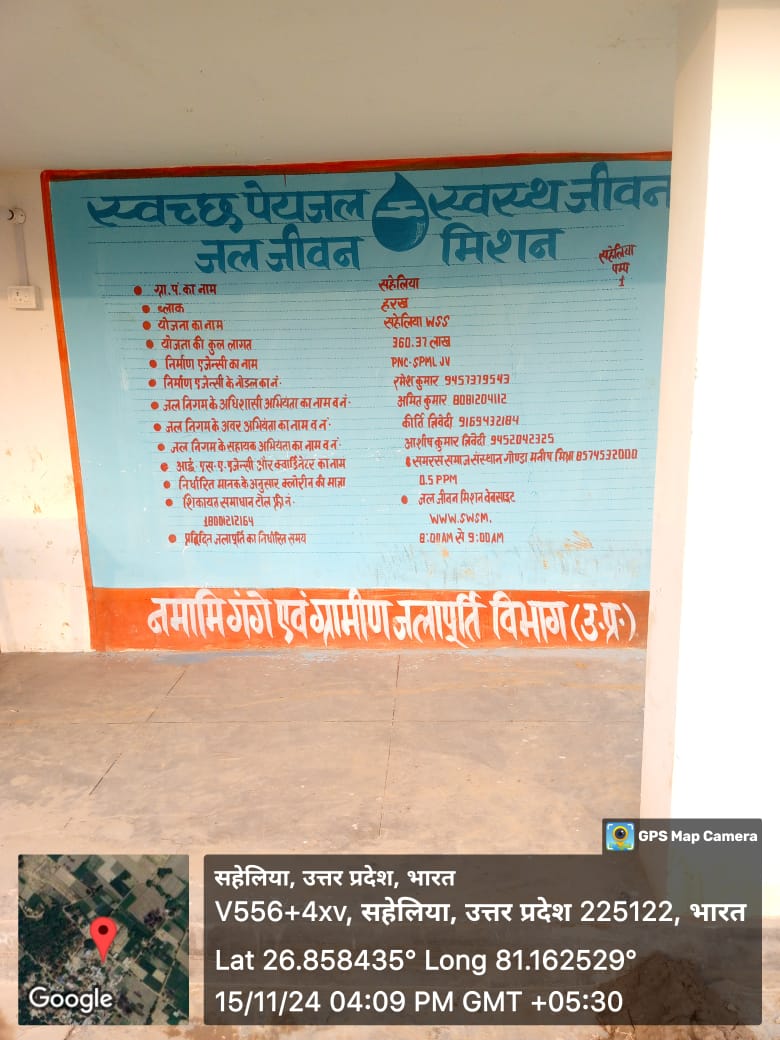 स्वच्छ पेयजल स्वस्थ जीवन
जल जीवन मिशन
सहेलिया
पम्प
1
• ग्रा.पं. का नाम सहेलिया
• ब्लाक हरख
• योजना का नाम सहेलिया WSS
• योजना की कुल लागत 360.37 लाख
• निर्माण एजेन्सी का नाम PNC-SPML JV
• निर्माण एजेन्सी के नोडल का नं. रमेश कुमार 9457379543
• जल निगम के अधिशासी अभियंता का नाम व नं. अमित कुमार 8081204112
• जल निगम के अवर अभियंता का नाम व नं. कीर्ति त्रिवेदी 9169432184
• जल निगम के सहायक अभियंता का नाम व नं. आशीष कुमार त्रिवेदी 9452042325
• आई. एस. ए. एजेन्सी और क्वार्डिनेटर का नाम • समरस समाज संस्थान गोण्डा मनीष मिश्रा 8574532000
• निर्धारित मानक के अनुसार क्लोरीन की मात्रा 0.5 PPM
• शिकायत समाधान टोल फ्री नं. • जल जीवन मिशन वेबसाइट
18001212164 WWW.SWSM.
• प्रतिदिन जलापूर्ति का निर्धारित समय 8:00AM से 9:00AM
नमामि गंगे एवं ग्रामीण जलापूर्ति विभाग (उ.प्र.)
GPS Map Camera
सहेलिया, उत्तर प्रदेश, भारत
V556+4xv, सहेलिया, उत्तर प्रदेश 225122, भारत
Lat 26.858435° Long 81.162529°
15/11/24 04:09 PM GMT +05:30
Google